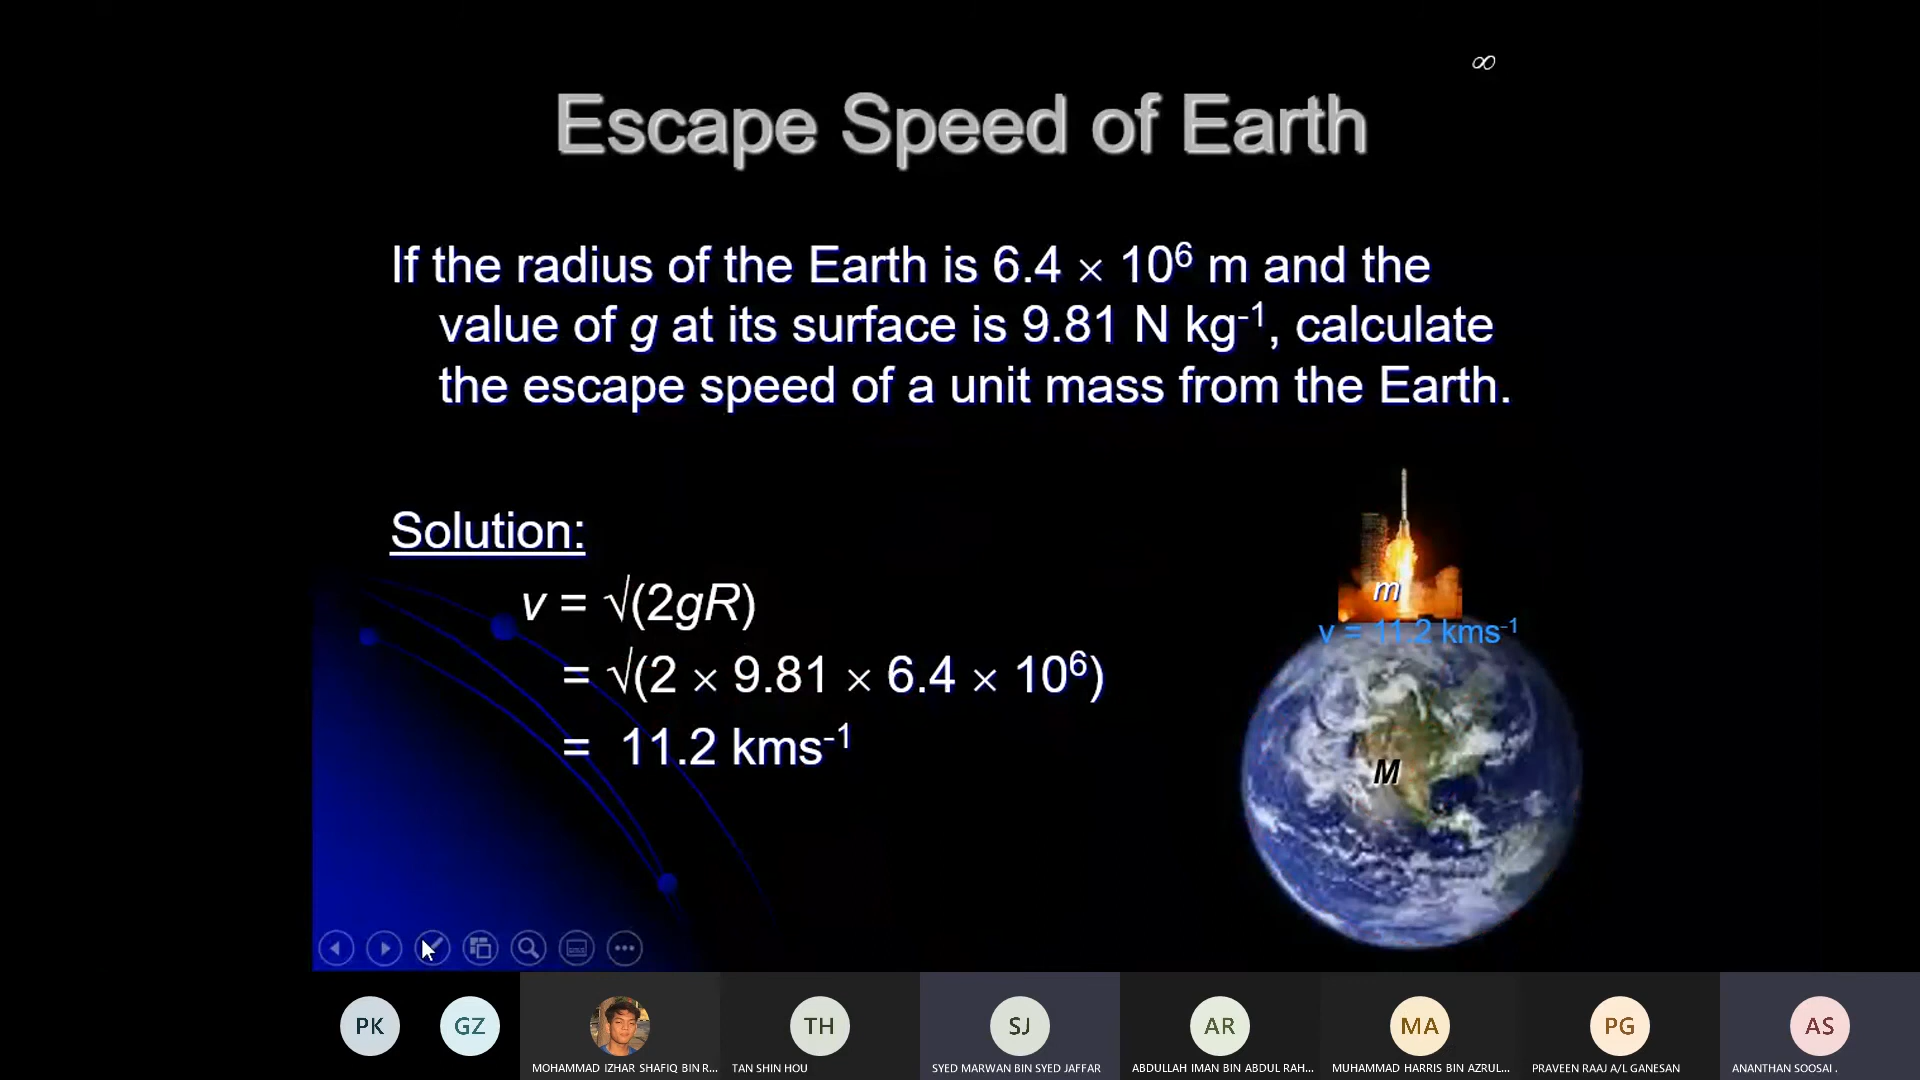 ∞
Escape Speed of Earth
If the radius of the Earth is 6.4 × 10⁶ m and the
value of g at its surface is 9.81 N kg⁻¹, calculate
the escape speed of a unit mass from the Earth.
Solution:
v = √(2gR)
= √(2 × 9.81 × 6.4 × 10⁶)
= 11.2 kms⁻¹
m
v = 11.2 kms⁻¹
M
PK
GZ
TH
SJ
AR
MA
PG
AS
MOHAMMAD IZHAR SHAFIQ BIN R...
TAN SHIN HOU
SYED MARWAN BIN SYED JAFFAR
ABDULLAH IMAN BIN ABDUL RAH...
MUHAMMAD HARRIS BIN AZRUL...
PRAVEEN RAAJ A/L GANESAN
ANANTHAN SOOSAI .